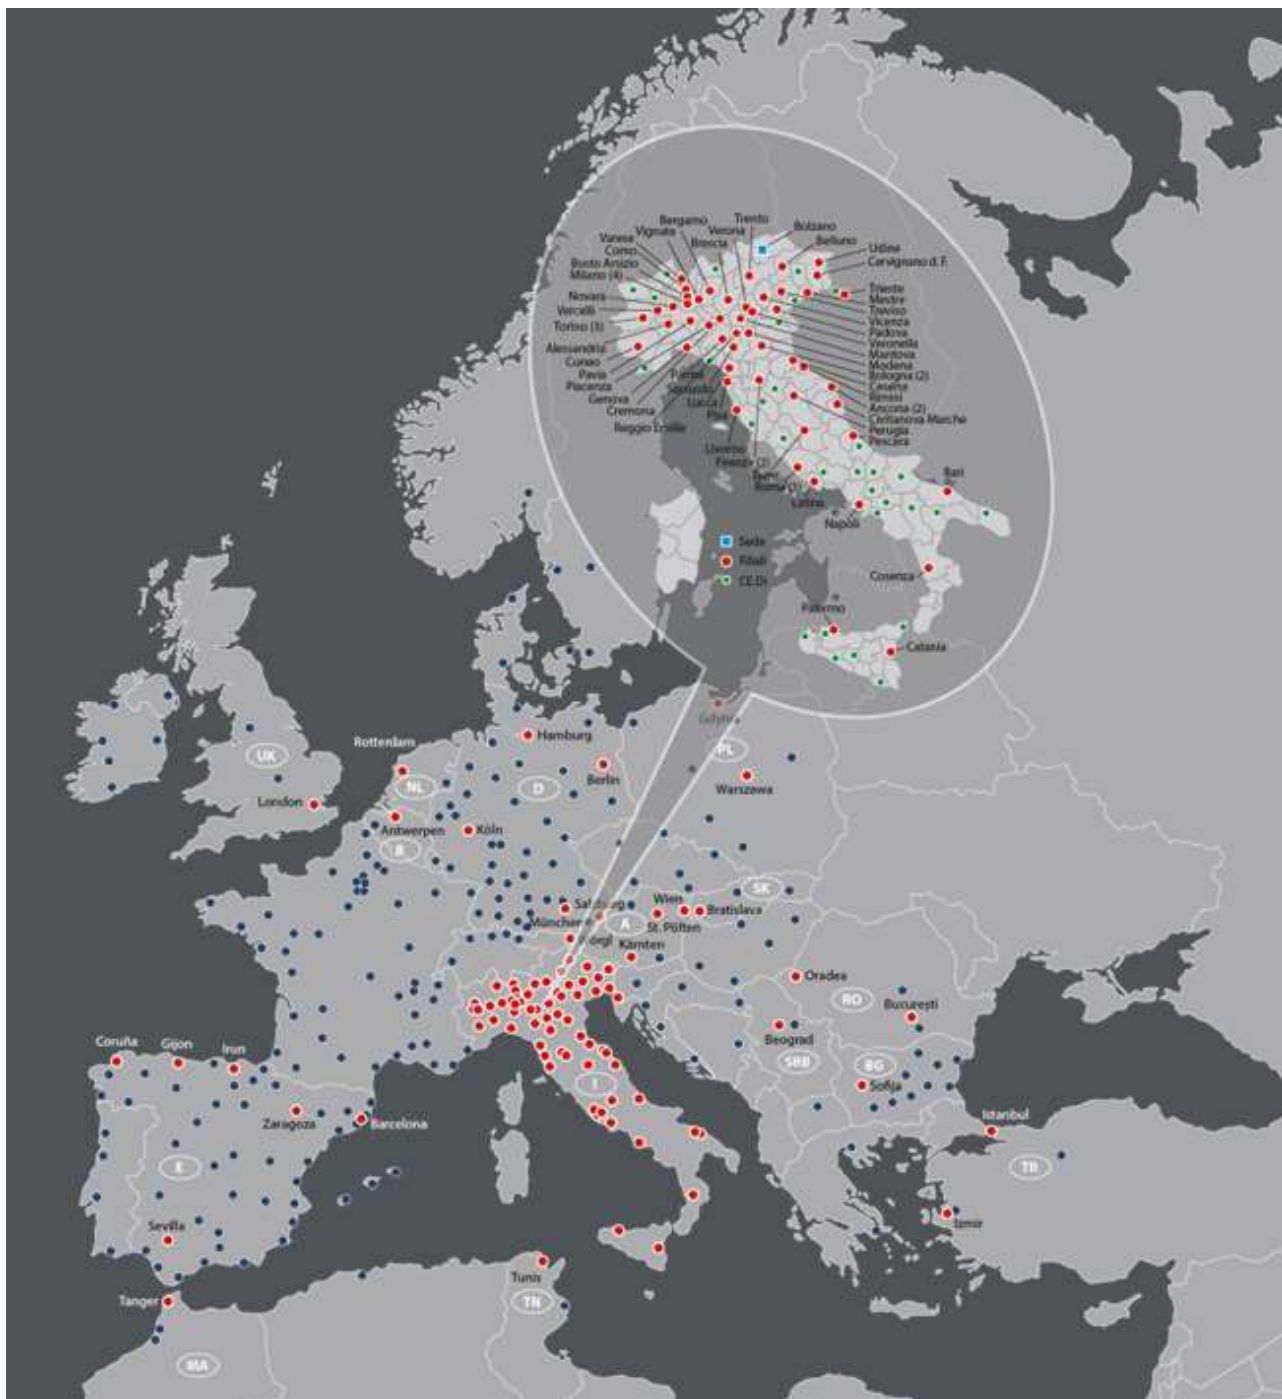 Trento
Bergamo
Bolzano
Vignate
Verona
Belluno
Varese
Brescia
Udine
Como
Cervignano d. F.
Busto Arsizio
Milano (4)
Trieste
Novara
Mestre
Treviso
Vercelli
Vicenza
Torino (3)
Padova
Veronella
Alessandria
Mantova
Cuneo
Modena
Pavia
Parma
Bologna (2)
Piacenza
Cesena
Genova
Lucca
Rimini
Cremona
Pisa
Ancona (2)
Reggio Emilia
Civitanova Marche
Perugia
Livorno
Pescara
Firenze (2)
Bari
Roma (3)
Latina
Napoli
Sede
Filiali
CE.DI
Cosenza
Palermo
Catania
Gdynia
Hamburg
Rotterdam
PL
UK
Berlin
NL
D
Warszawa
London
Antwerpen
Köln
B
SK
Salzburg
Wien
Bratislava
München
A
St. Pölten
Kärnten
Oradea
RO
București
Coruña
Gijon
Irun
Beograd
SRB
BG
I
Sofija
Zaragoza
Barcelona
Istanbul
E
TR
Sevilla
Izmir
Tunis
Tanger
TN
MA